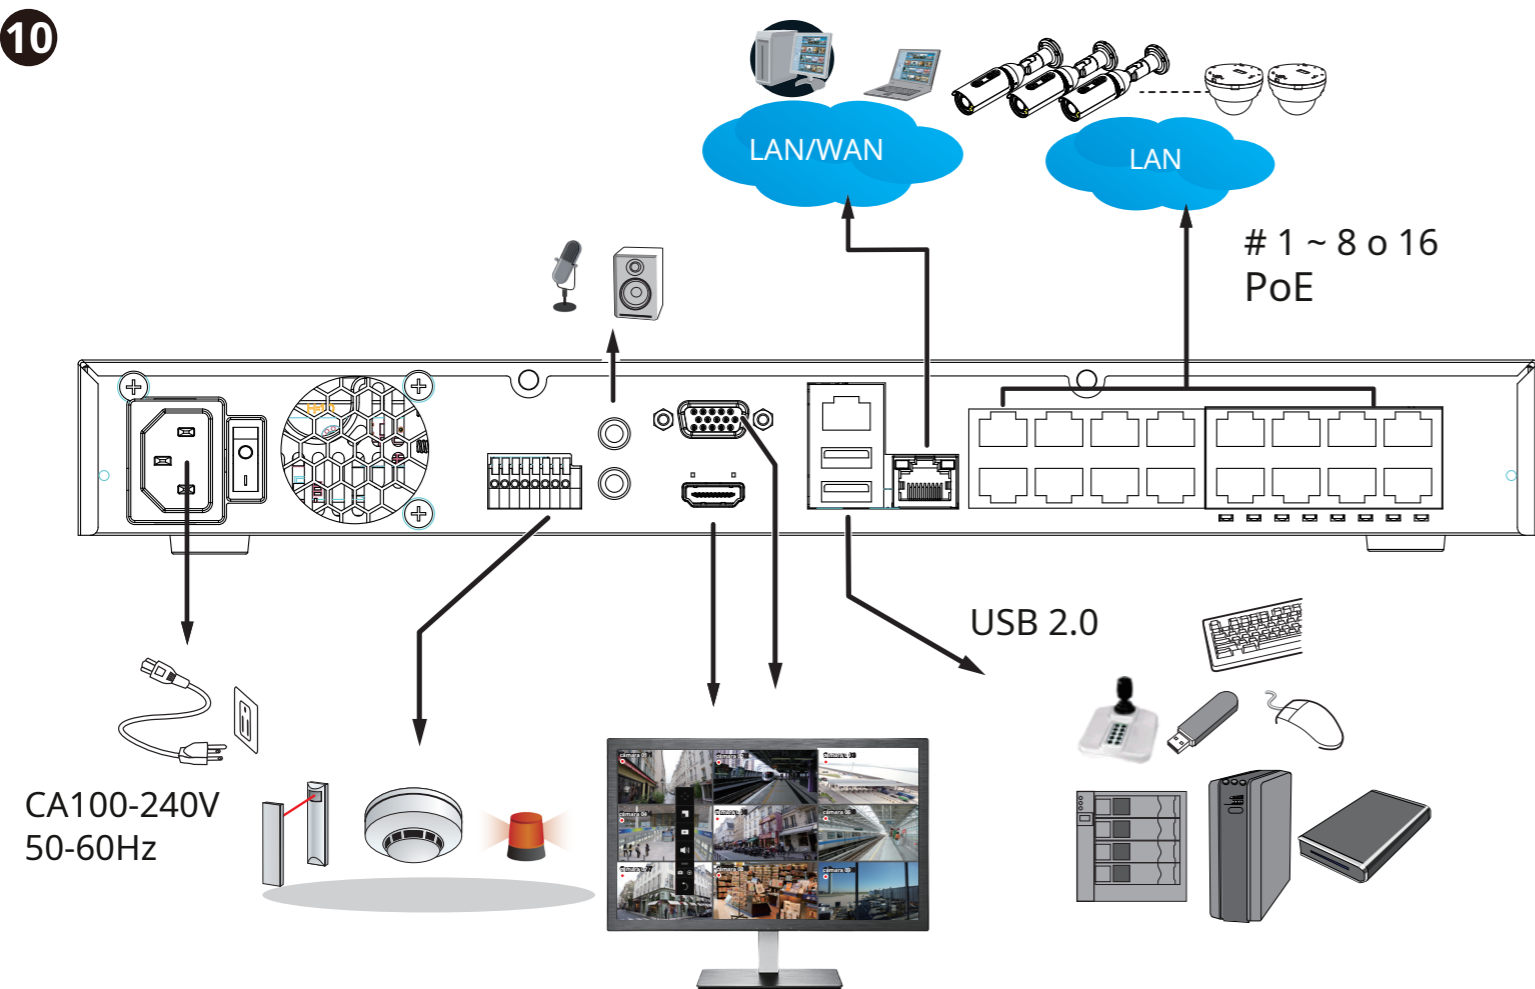 10
LAN/WAN
LAN
# 1 ~ 8 o 16
PoE
USB 2.0
CA100-240V
50-60Hz